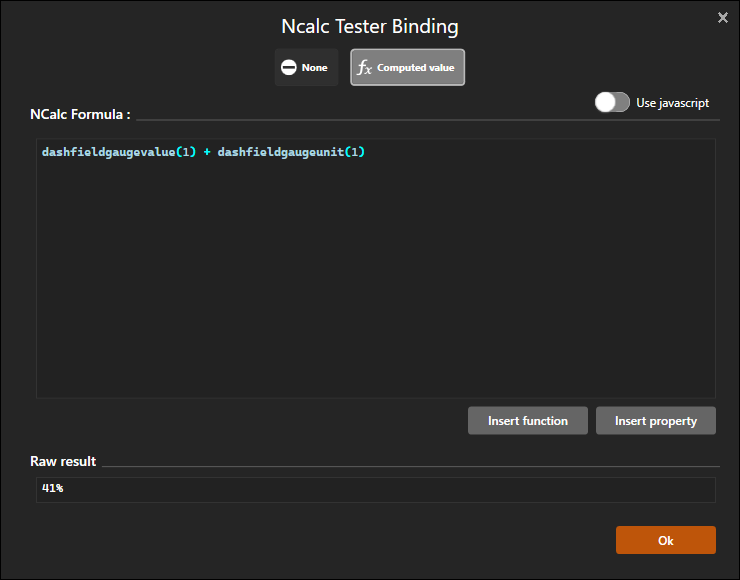 Ncalc Tester Binding
None
fx Computed value
Use javascript
NCalc Formula :
dashfieldgaugevalue(1) + dashfieldgaugeunit(1)
Insert function
Insert property
Raw result
41%
Ok